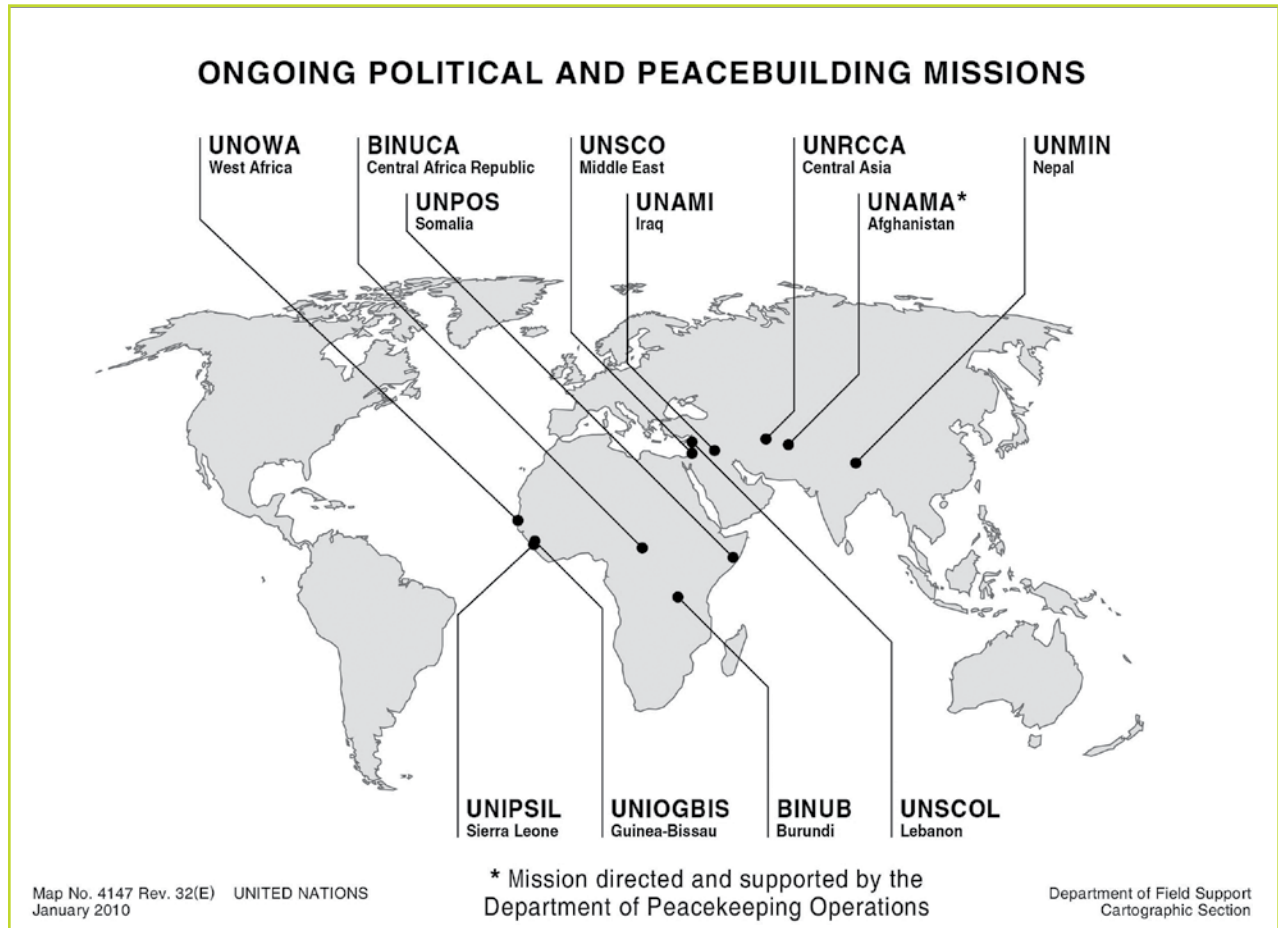 ONGOING POLITICAL AND PEACEBUILDING MISSIONS
UNOWA
West Africa
BINUCA
Central Africa Republic
UNSCO
Middle East
UNRCCA
Central Asia
UNMIN
Nepal
UNPOS
Somalia
UNAMI
Iraq
UNAMA*
Afghanistan
UNIPSIL
Sierra Leone
UNIOGBIS
Guinea-Bissau
BINUB
Burundi
UNSCOL
Lebanon
* Mission directed and supported by the
Department of Peacekeeping Operations
Map No. 4147 Rev. 32(E) UNITED NATIONS
January 2010
Department of Field Support
Cartographic Section